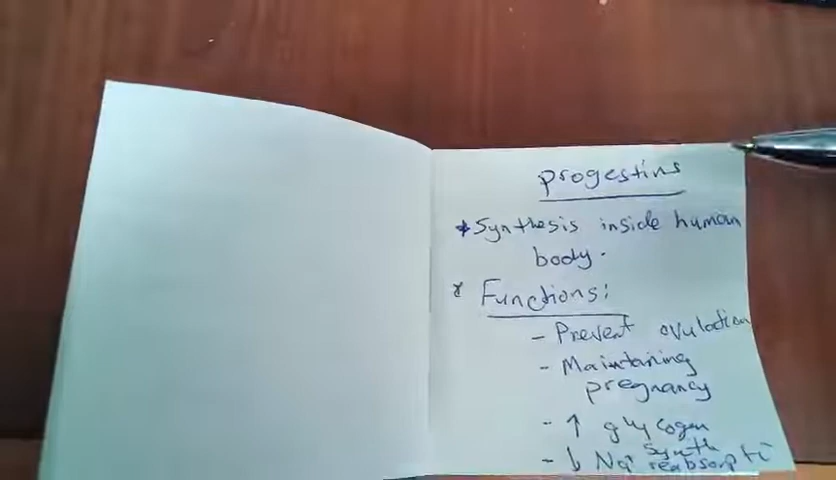 progestins
* Synthesis inside human
body.
* Functions:
- Prevent ovulation
- Maintaining
pregnancy
- ↑ glycogen
synth
- ↓ Na⁺ reabsorpti